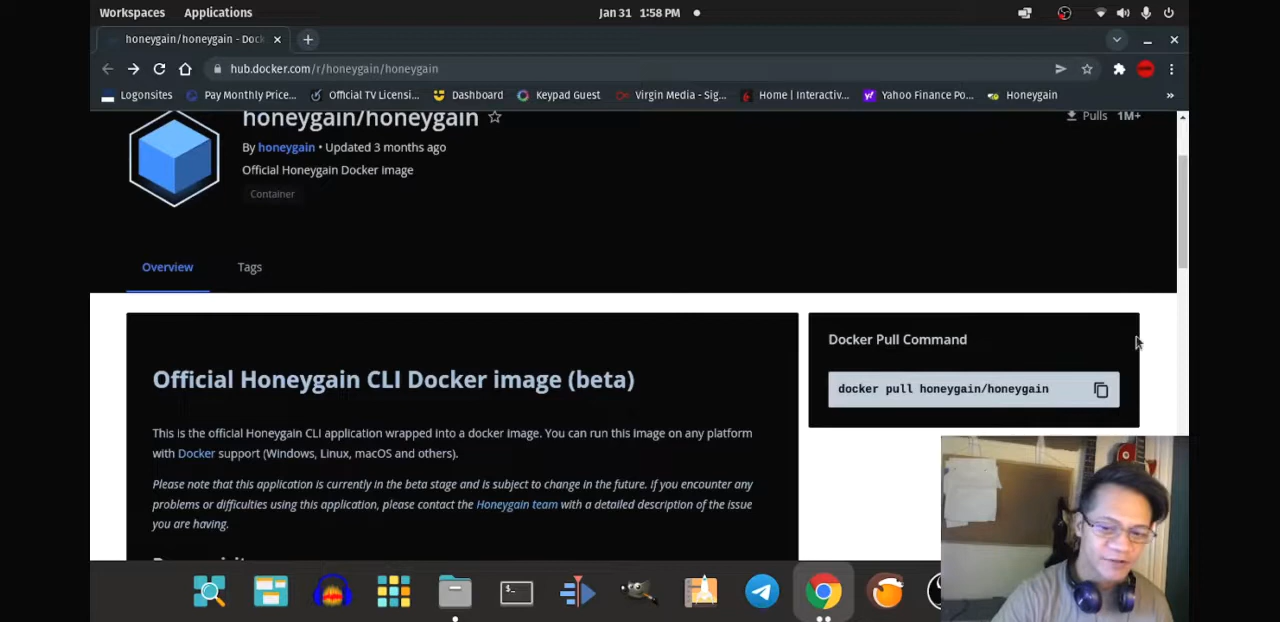 Workspaces Applications Jan 31 1:58 PM
honeygain/honeygain - Dock
hub.docker.com/r/honeygain/honeygain
Logonsites Pay Monthly Price... Official TV Licensi... Dashboard Keypad Guest Virgin Media - Sig... Home | Interactiv... Yahoo Finance Po... Honeygain »
honeygain/honeygain Pulls 1M+
By honeygain • Updated 3 months ago
Official Honeygain Docker Image
Container
Overview Tags
Docker Pull Command
docker pull honeygain/honeygain
Official Honeygain CLI Docker image (beta)
This is the official Honeygain CLI application wrapped into a docker image. You can run this image on any platform
with Docker support (Windows, Linux, macOS and others).
Please note that this application is currently in the beta stage and is subject to change in the future. If you encounter any
problems or difficulties using this application, please contact the Honeygain team with a detailed description of the issue
you are having.